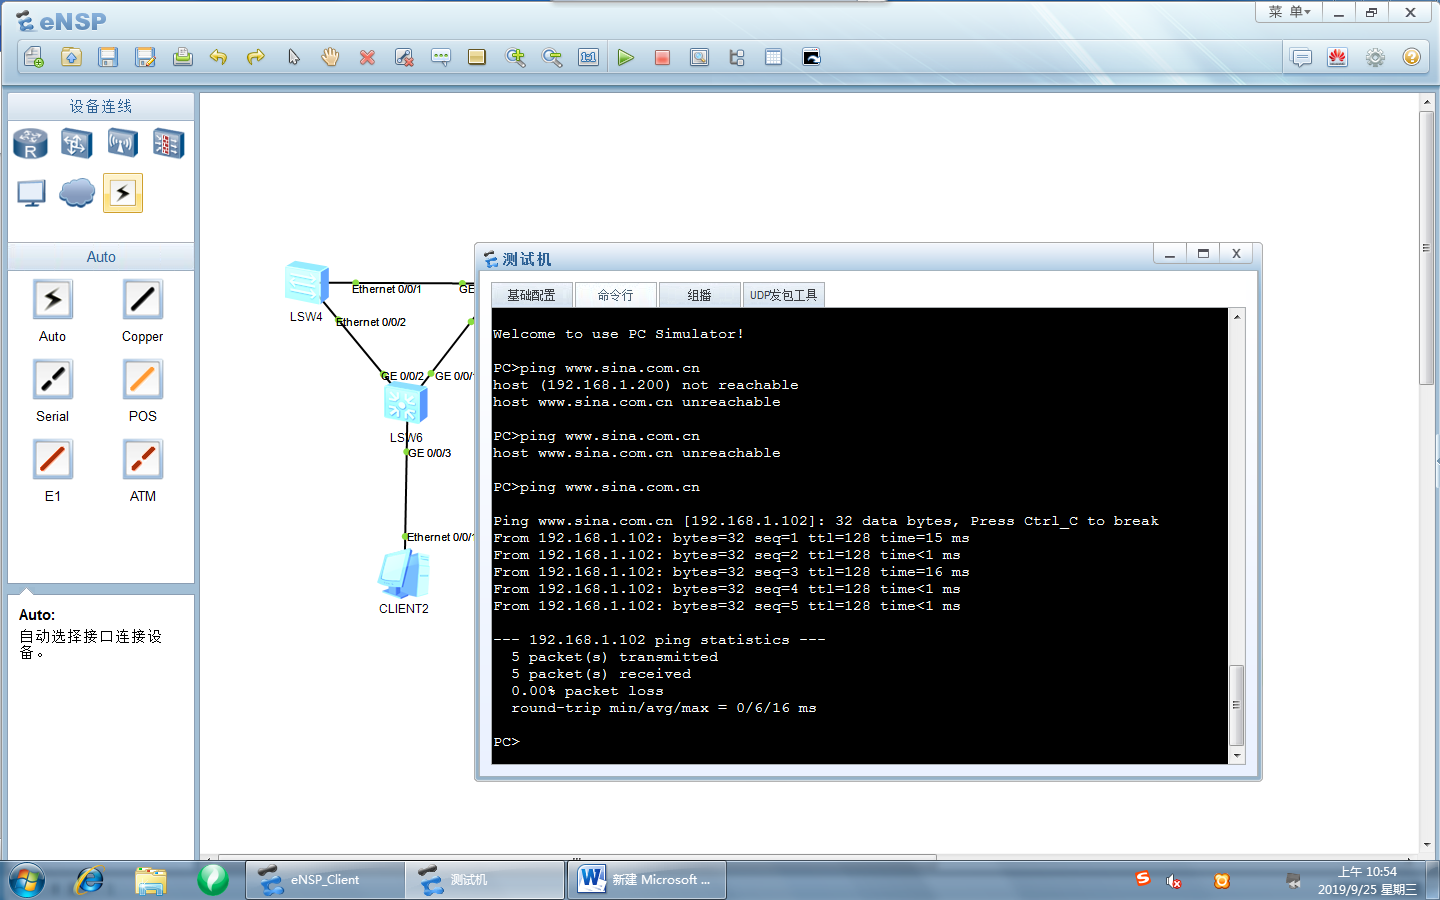 eNSP
菜 单
设备连线
R
Auto
Auto
Copper
Serial
POS
E1
ATM
Auto:
自动选择接口连接设
备。
Ethernet 0/0/1
GE
LSW4
Ethernet 0/0/2
GE 0/0/2
GE 0/0/
LSW6
GE 0/0/3
Ethernet 0/0/
CLIENT2
测试机
基础配置
命令行
组播
UDP发包工具
Welcome to use PC Simulator!
PC>ping www.sina.com.cn
host (192.168.1.200) not reachable
host www.sina.com.cn unreachable
PC>ping www.sina.com.cn
host www.sina.com.cn unreachable
PC>ping www.sina.com.cn
Ping www.sina.com.cn [192.168.1.102]: 32 data bytes, Press Ctrl_C to break
From 192.168.1.102: bytes=32 seq=1 ttl=128 time=15 ms
From 192.168.1.102: bytes=32 seq=2 ttl=128 time<1 ms
From 192.168.1.102: bytes=32 seq=3 ttl=128 time=16 ms
From 192.168.1.102: bytes=32 seq=4 ttl=128 time<1 ms
From 192.168.1.102: bytes=32 seq=5 ttl=128 time<1 ms
--- 192.168.1.102 ping statistics ---
5 packet(s) transmitted
5 packet(s) received
0.00% packet loss
round-trip min/avg/max = 0/6/16 ms
PC>
eNSP_Client
测试机
新建 Microsoft ...
上午 10:54
2019/9/25 星期三